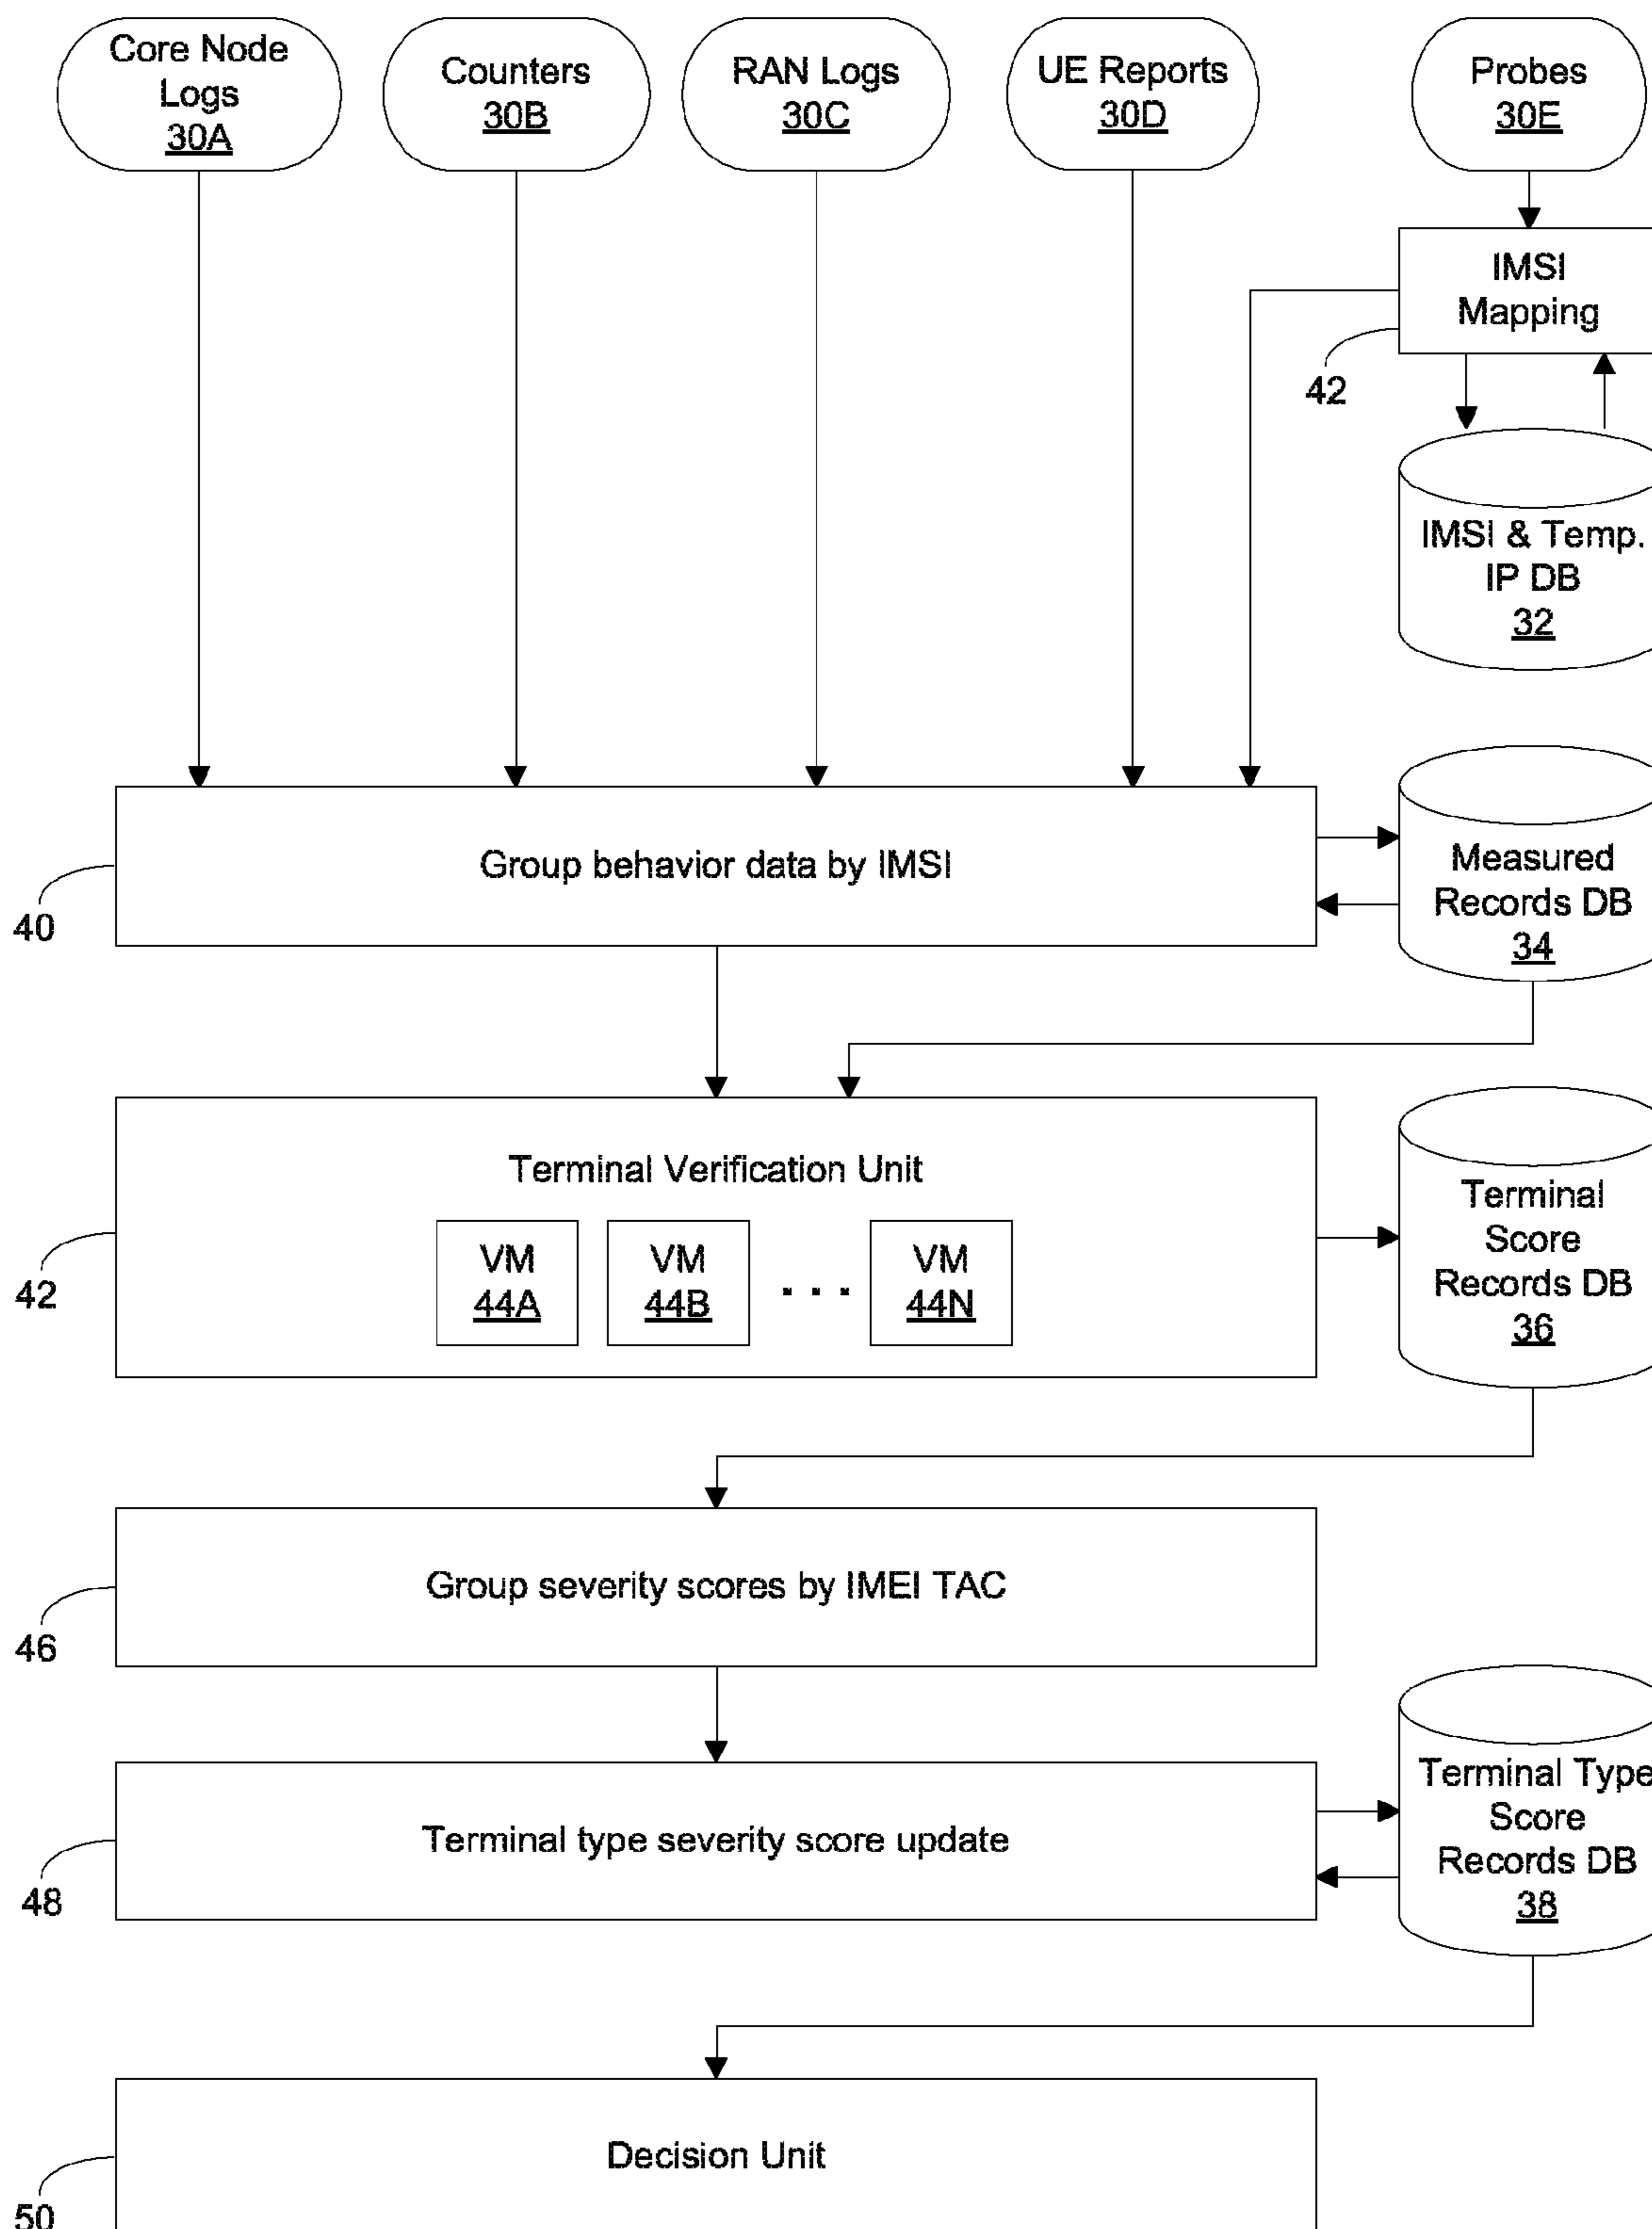 Core Node
Logs
30A
Counters
30B
RAN Logs
30C
UE Reports
30D
Probes
30E
IMSI
Mapping
42
IMSI & Temp.
IP DB
32
Group behavior data by IMSI
40
Measured
Records DB
34
Terminal Verification Unit
VM
44A
VM
44B
. . .
VM
44N
42
Terminal
Score
Records DB
36
Group severity scores by IMEI TAC
46
Terminal type severity score update
48
Terminal Type
Score
Records DB
38
Decision Unit
50